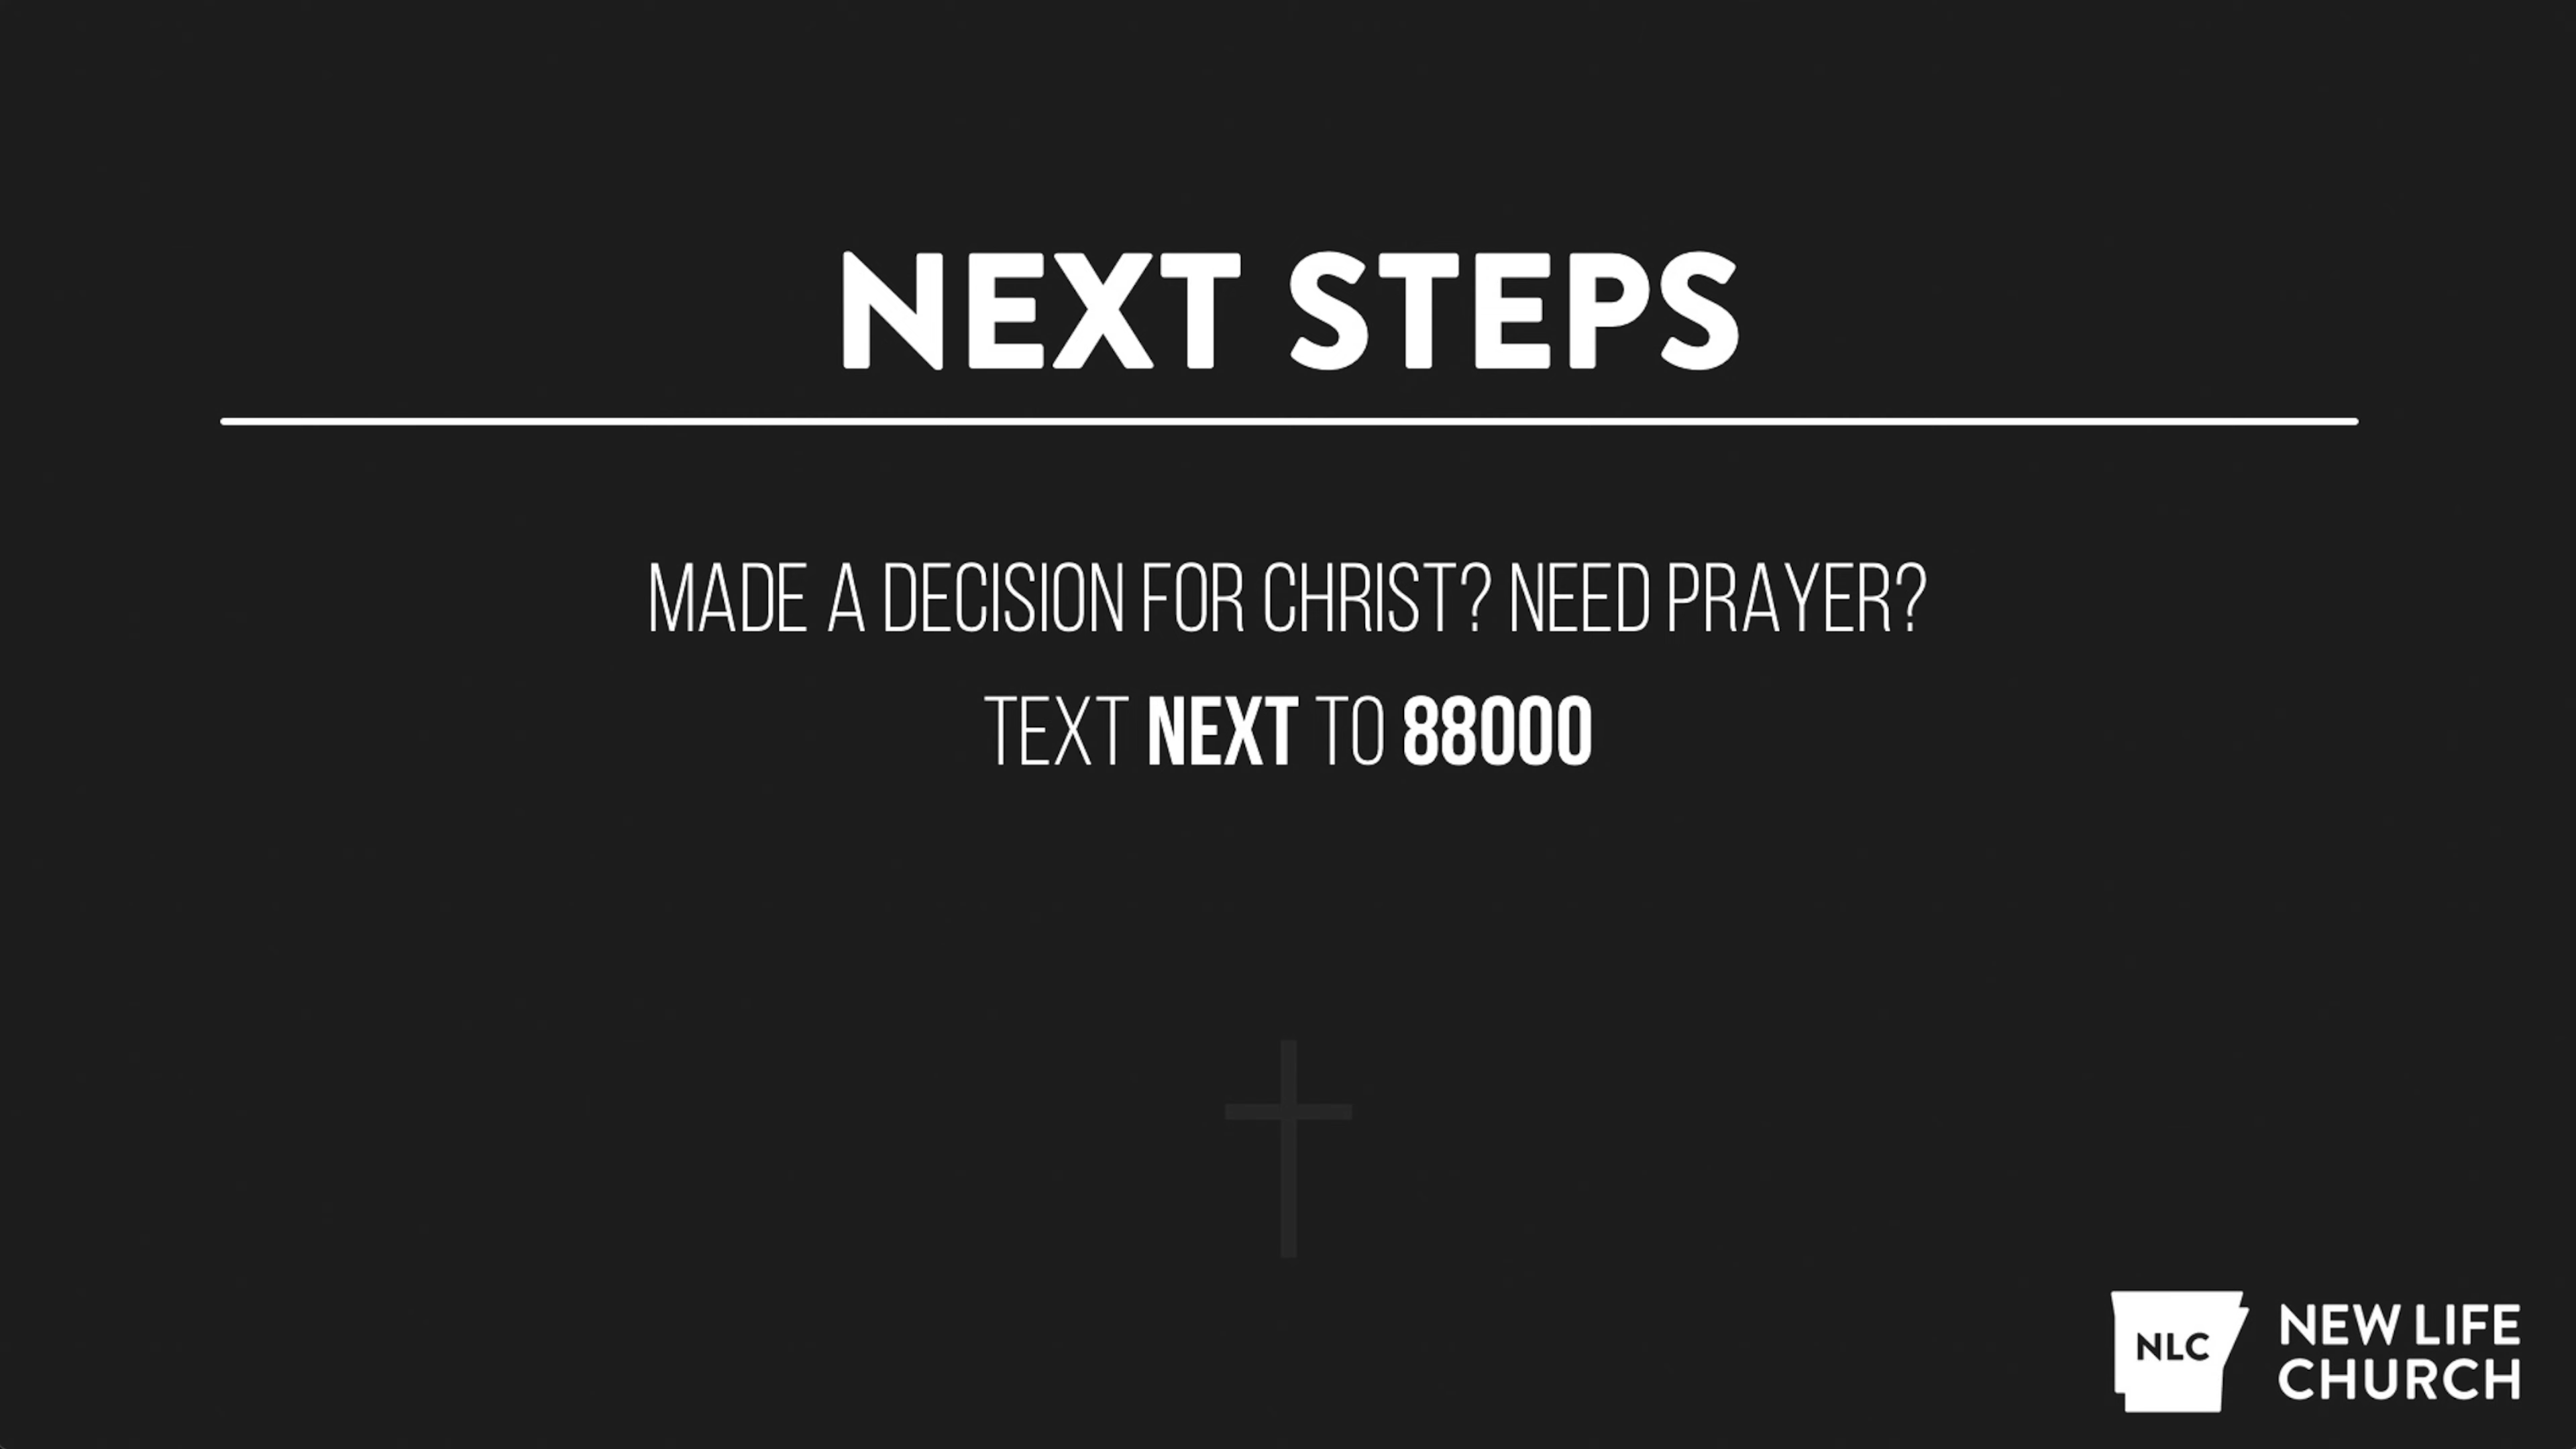 NEXT STEPS
MADE A DECISION FOR CHRIST? NEED PRAYER?
TEXT NEXT TO 88000
NLC
NEW LIFE
CHURCH